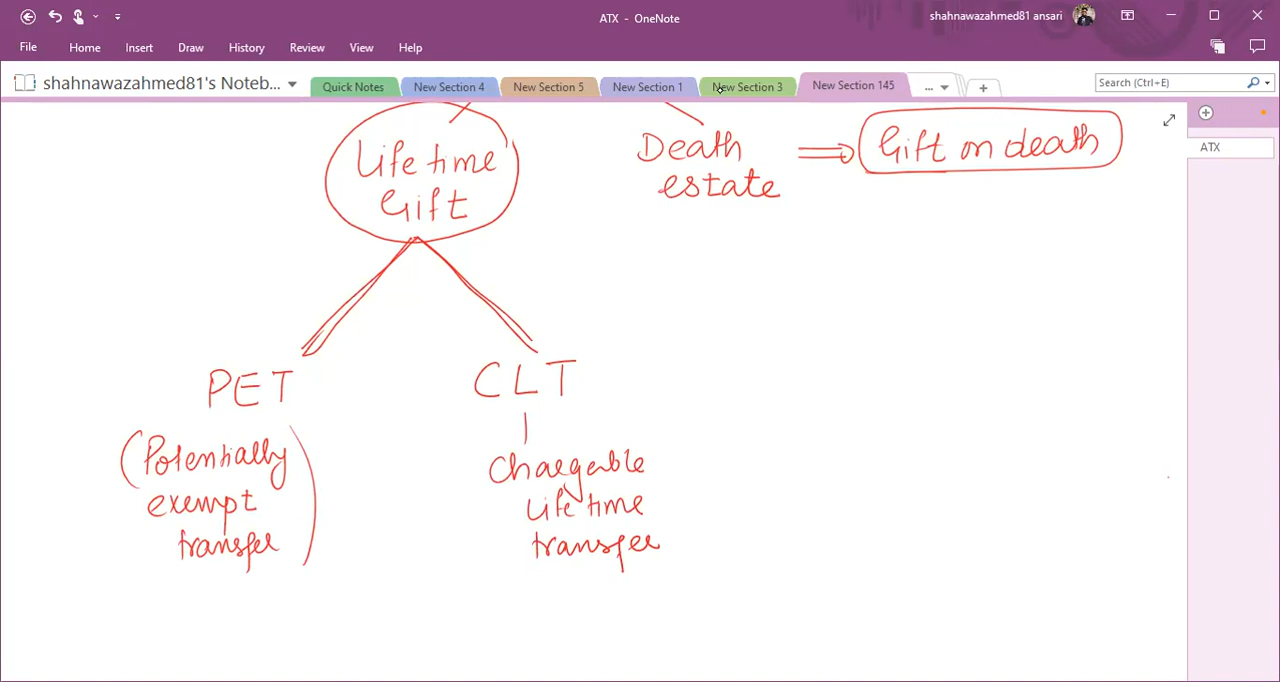 ATX - OneNote
shahnawazahmed81 ansari
File Home Insert Draw History Review View Help
shahnawazahmed81's Noteb...
Quick Notes New Section 4 New Section 5 New Section 1 New Section 3 New Section 145 ...
Search (Ctrl+E)
ATX
Life time
Gift
Death
estate
Gift on death
PET
CLT
(Potentially
exempt
transfer)
Chargerble
Life time
transfer